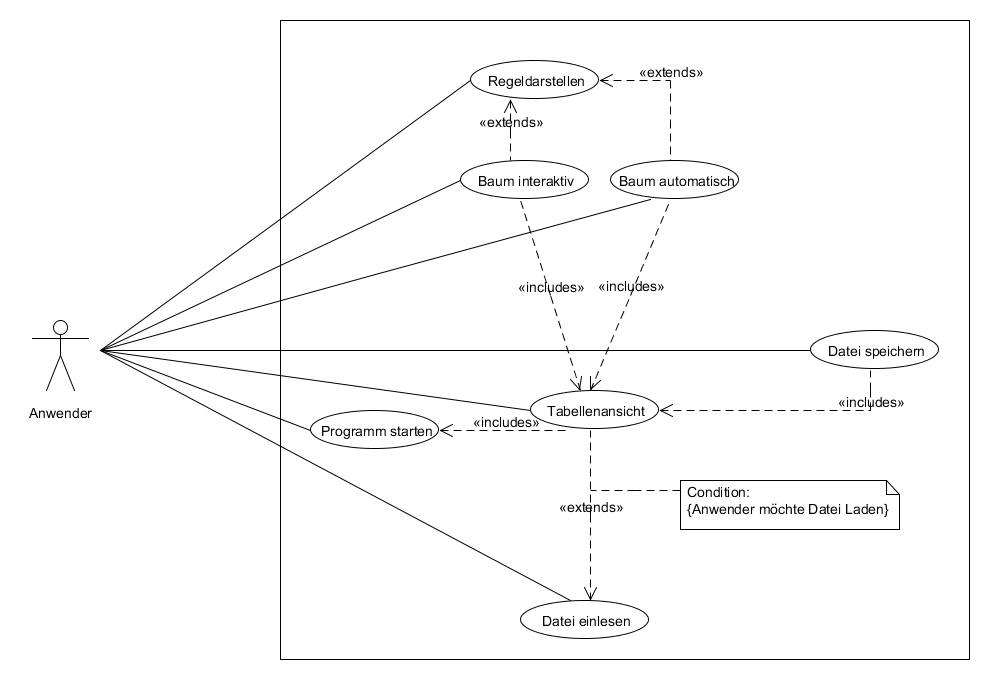 «extends»
Regeldarstellen
«extends»
Baum interaktiv
Baum automatisch
«includes»
«includes»
Datei speichern
«includes»
Anwender
Tabellenansicht
«includes»
Programm starten
Condition:
{Anwender möchte Datei Laden}
«extends»
Datei einlesen